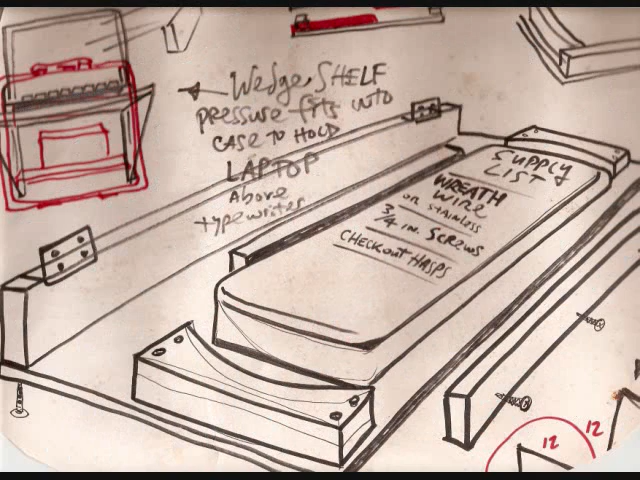 Wedge SHELF
pressure fits into
CASE TO HOLD
LAPTOP
Above
typewriter
SUPPLY
LIST
WREATH
WIRE
OR STAINLESS
3/4 in. SCREWS
CHECKOUT HASPS
12
12